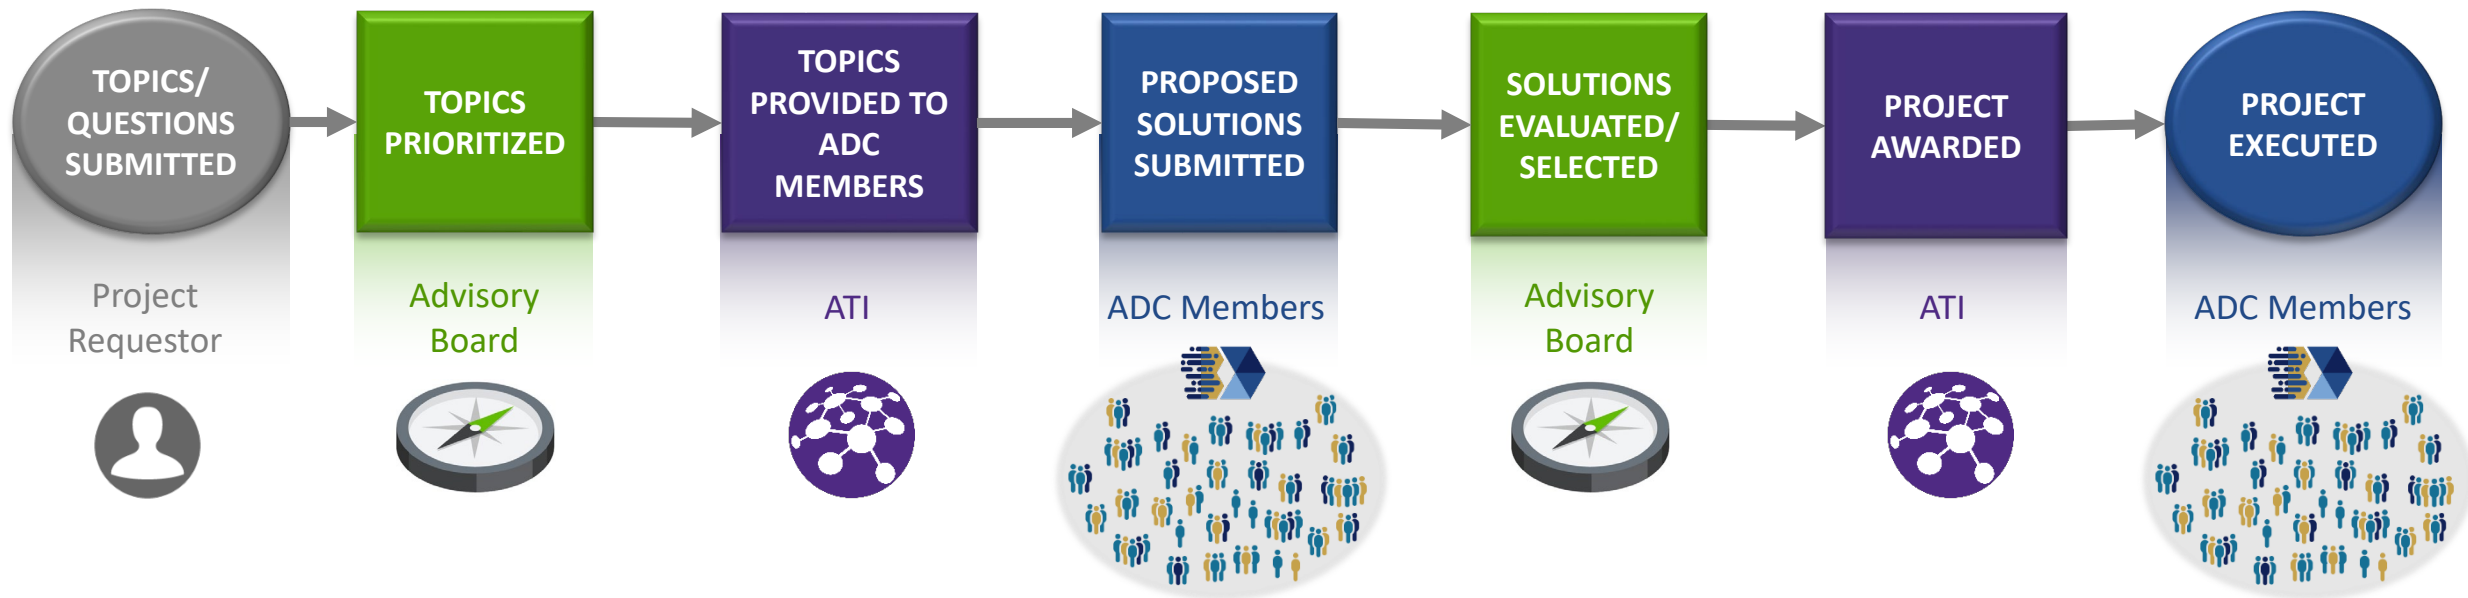 TOPICS/
QUESTIONS
SUBMITTED
TOPICS
PRIORITIZED
TOPICS
PROVIDED TO
ADC
MEMBERS
PROPOSED
SOLUTIONS
SUBMITTED
SOLUTIONS
EVALUATED/
SELECTED
PROJECT
AWARDED
PROJECT
EXECUTED
Project
Requestor
Advisory
Board
ATI
ADC Members
Advisory
Board
ATI
ADC Members